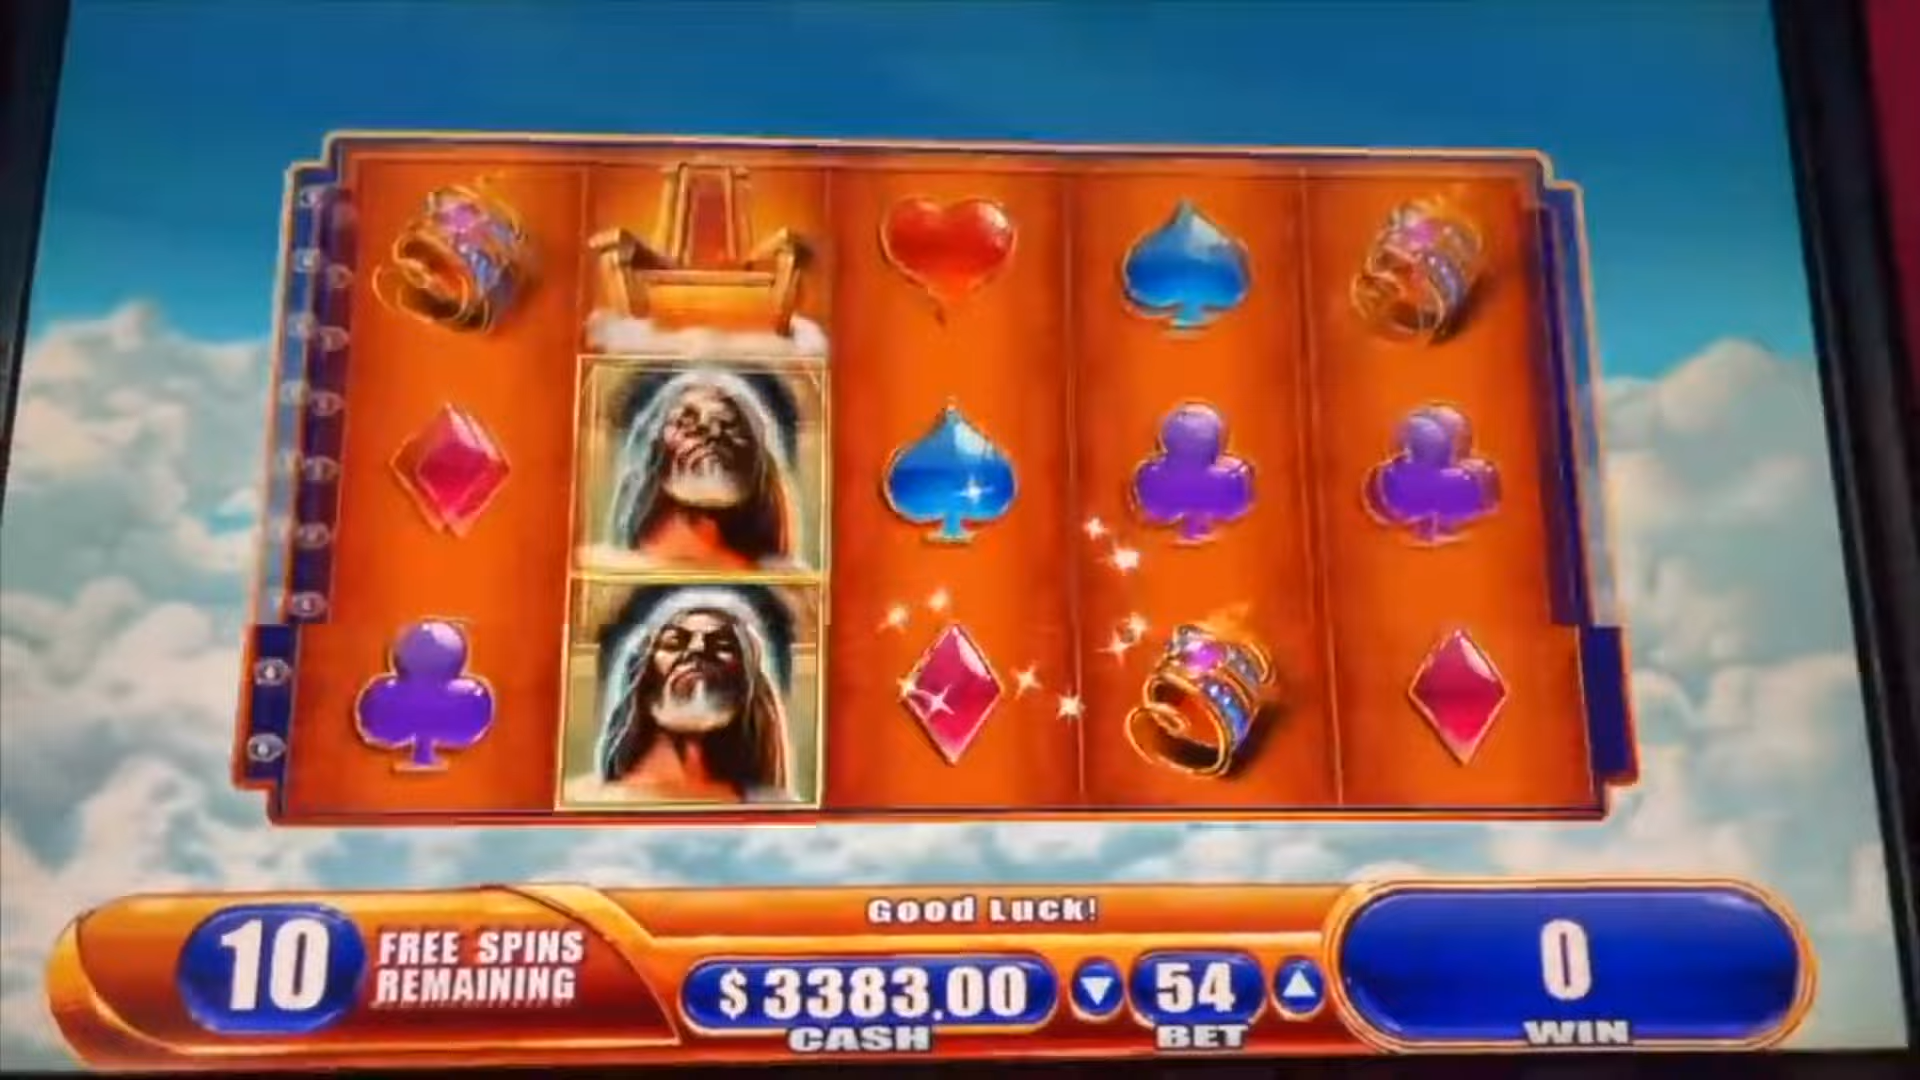 Good Luck!
10
FREE SPINS
REMAINING
$3383.00
CASH
54
BET
0
WIN